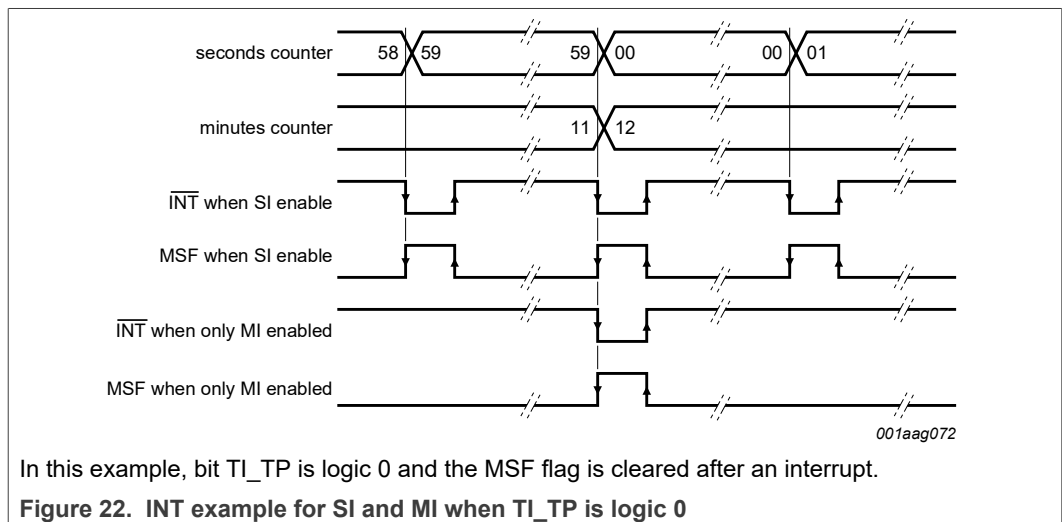 seconds counter 58 59 59 00 00 01
minutes counter 11 12
INT when SI enable
MSF when SI enable
INT when only MI enabled
MSF when only MI enabled
001aag072
In this example, bit TI_TP is logic 0 and the MSF flag is cleared after an interrupt.
Figure 22. INT example for SI and MI when TI_TP is logic 0